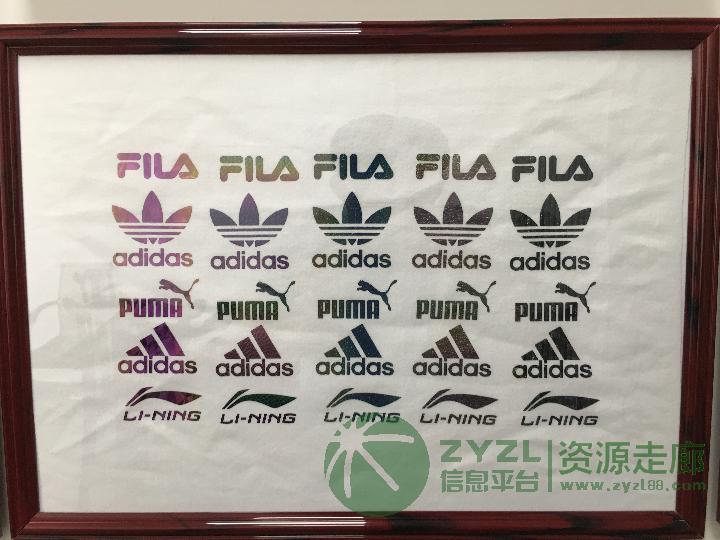 FILA FILA FILA FILA FILA
adidas adidas adidas adidas adidas
PUMA PUMA PUMA PUMA PUMA
adidas adidas adidas adidas adidas
LI-NING LI-NING LI-NING LI-NING LI-NING
ZYZL 资源走廊
信息平台 www.zyzl88.com